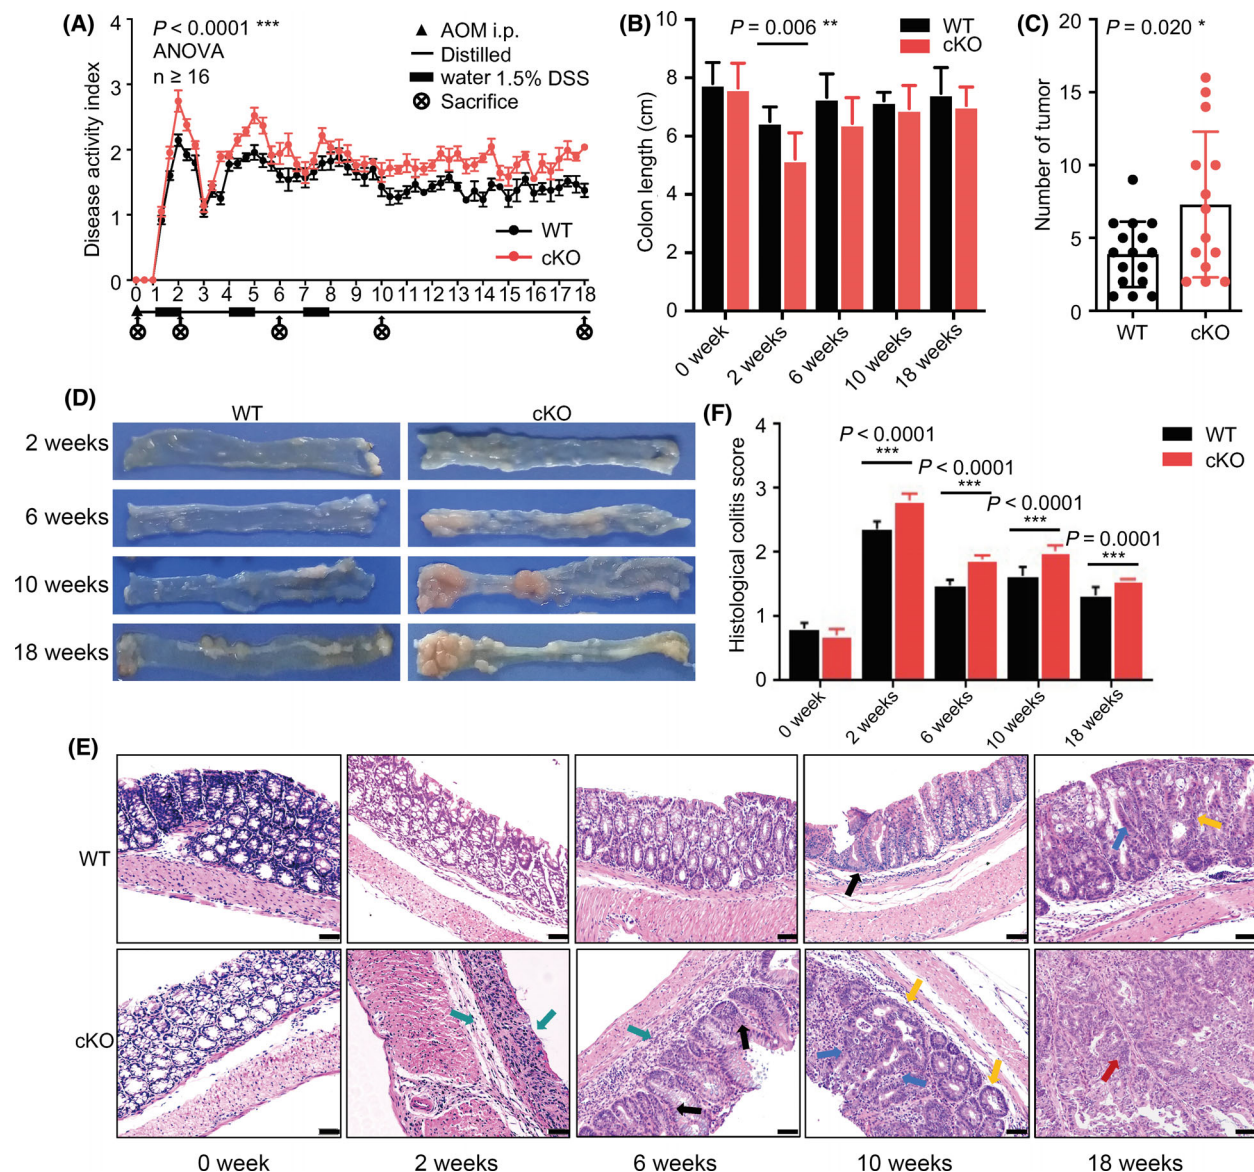 (A)
P < 0.0001 ***
ANOVA
n ≥ 16
AOM i.p.
Distilled
water 1.5% DSS
Sacrifice
Disease activity index
4
3
2
1
0
WT
cKO
0 1 2 3 4 5 6 7 8 9 10 11 12 13 14 15 16 17 18
(B)
P = 0.006 **
WT
cKO
Colon length (cm)
10
8
6
4
2
0
0 week
2 weeks
6 weeks
10 weeks
18 weeks
(C)
P = 0.020 *
Number of tumor
20
15
10
5
0
WT
cKO
(D)
WT
cKO
2 weeks
6 weeks
10 weeks
18 weeks
(F)
P < 0.0001
***
P < 0.0001
***
P < 0.0001
***
P = 0.0001
***
WT
cKO
Histological colitis score
4
3
2
1
0
0 week
2 weeks
6 weeks
10 weeks
18 weeks
(E)
WT
cKO
0 week
2 weeks
6 weeks
10 weeks
18 weeks